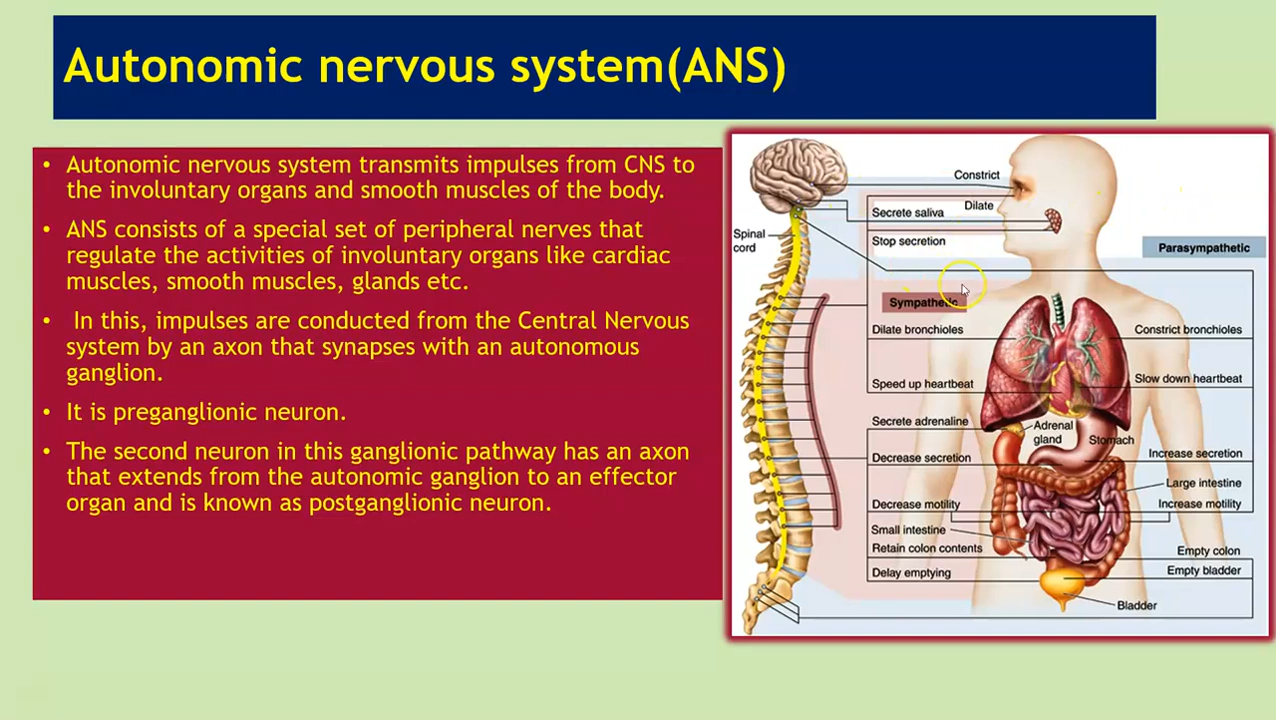 Autonomic nervous system(ANS)
• Autonomic nervous system transmits impulses from CNS to
the involuntary organs and smooth muscles of the body.
• ANS consists of a special set of peripheral nerves that
regulate the activities of involuntary organs like cardiac
muscles, smooth muscles, glands etc.
• In this, impulses are conducted from the Central Nervous
system by an axon that synapses with an autonomous
ganglion.
• It is preganglionic neuron.
• The second neuron in this ganglionic pathway has an axon
that extends from the autonomic ganglion to an effector
organ and is known as postganglionic neuron.
Constrict
Dilate
Secrete saliva
Spinal
cord
Stop secretion
Parasympathetic
Sympathetic
Dilate bronchioles
Constrict bronchioles
Speed up heartbeat
Slow down heartbeat
Secrete adrenaline
Adrenal
gland
Stomach
Decrease secretion
Increase secretion
Large intestine
Decrease motility
Increase motility
Small intestine
Retain colon contents
Empty colon
Delay emptying
Empty bladder
Bladder